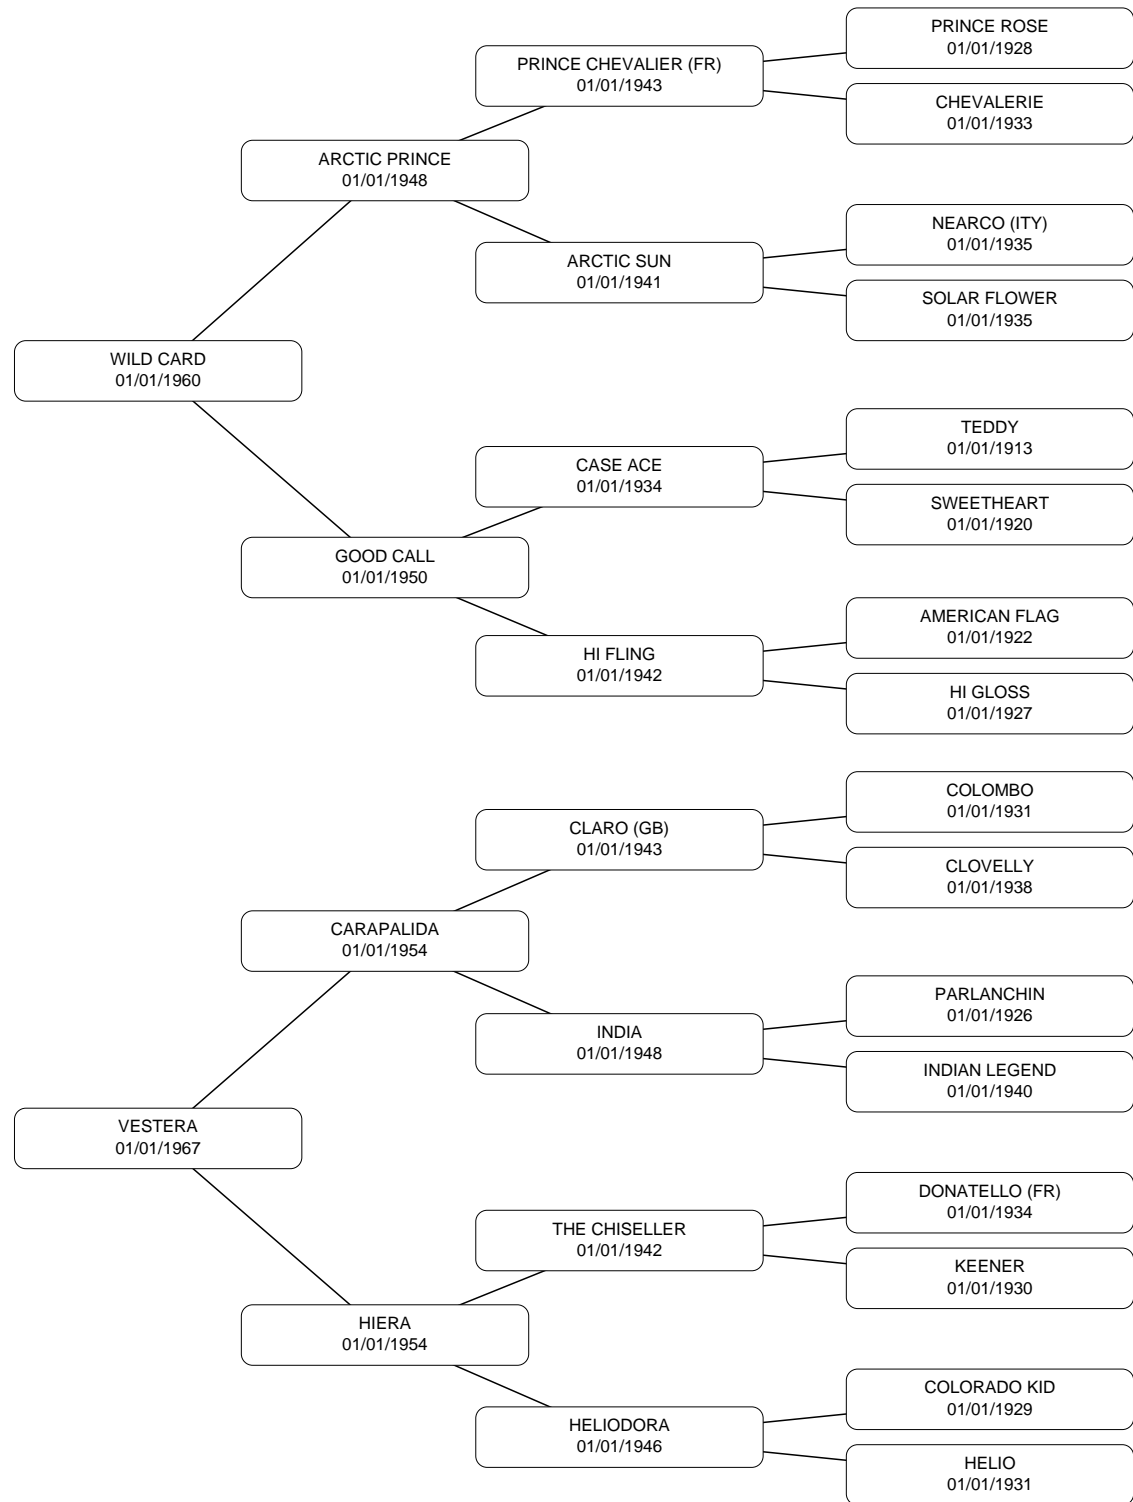 PRINCE ROSE
01/01/1928
PRINCE CHEVALIER (FR)
01/01/1943
CHEVALERIE
01/01/1933
ARCTIC PRINCE
01/01/1948
NEARCO (ITY)
01/01/1935
ARCTIC SUN
01/01/1941
SOLAR FLOWER
01/01/1935
WILD CARD
01/01/1960
TEDDY
01/01/1913
CASE ACE
01/01/1934
SWEETHEART
01/01/1920
GOOD CALL
01/01/1950
AMERICAN FLAG
01/01/1922
HI FLING
01/01/1942
HI GLOSS
01/01/1927
COLOMBO
01/01/1931
CLARO (GB)
01/01/1943
CLOVELLY
01/01/1938
CARAPALIDA
01/01/1954
PARLANCHIN
01/01/1926
INDIA
01/01/1948
INDIAN LEGEND
01/01/1940
VESTERA
01/01/1967
DONATELLO (FR)
01/01/1934
THE CHISELLER
01/01/1942
KEENER
01/01/1930
HIERA
01/01/1954
COLORADO KID
01/01/1929
HELIODORA
01/01/1946
HELIO
01/01/1931